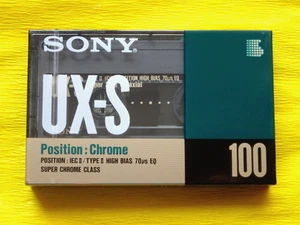 SONY
UX-S
Position : Chrome
POSITION : IEC II / TYPE II HIGH BIAS 70μs EQ
SUPER CHROME CLASS
100